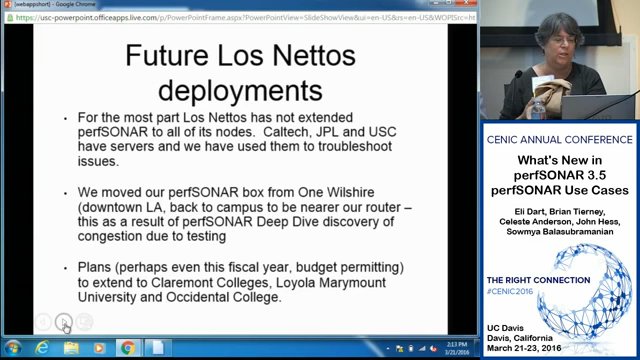 [webappshort] - Google Chrome
https://usc-powerpoint.officeapps.live.com/p/PowerPointFrame.aspx?PowerPointView=SlideShowView&ui=en-US&rs=en-US&WOPISrc=ht
Future Los Nettos
deployments
• For the most part Los Nettos has not extended
perfSONAR to all of its nodes. Caltech, JPL and USC
have servers and we have used them to troubleshoot
issues.
• We moved our perfSONAR box from One Wilshire
(downtown LA, back to campus to be nearer our router –
this as a result of perfSONAR Deep Dive discovery of
congestion due to testing
• Plans (perhaps even this fiscal year, budget permitting)
to extend to Claremont Colleges, Loyola Marymount
University and Occidental College.
2:13 PM
3/21/2016
CENIC ANNUAL CONFERENCE
What's New in
perfSONAR 3.5
perfSONAR Use Cases
Eli Dart, Brian Tierney,
Celeste Anderson, John Hess,
Sowmya Balasubramanian
THE RIGHT CONNECTION
#CENIC2016
UC Davis
Davis, California
March 21-23, 2016